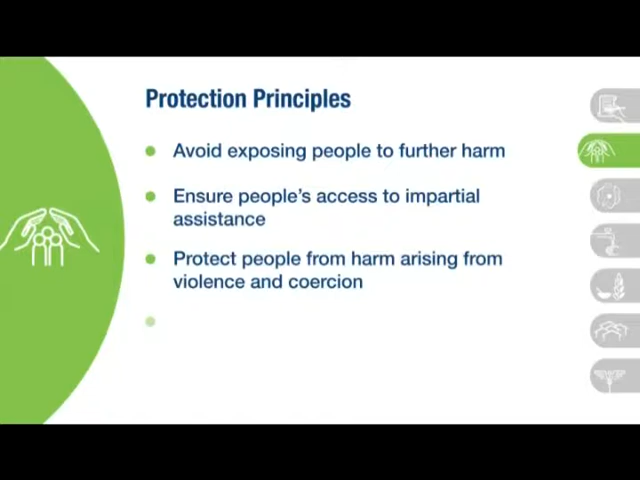 Protection Principles
Avoid exposing people to further harm
Ensure people's access to impartial
assistance
Protect people from harm arising from
violence and coercion